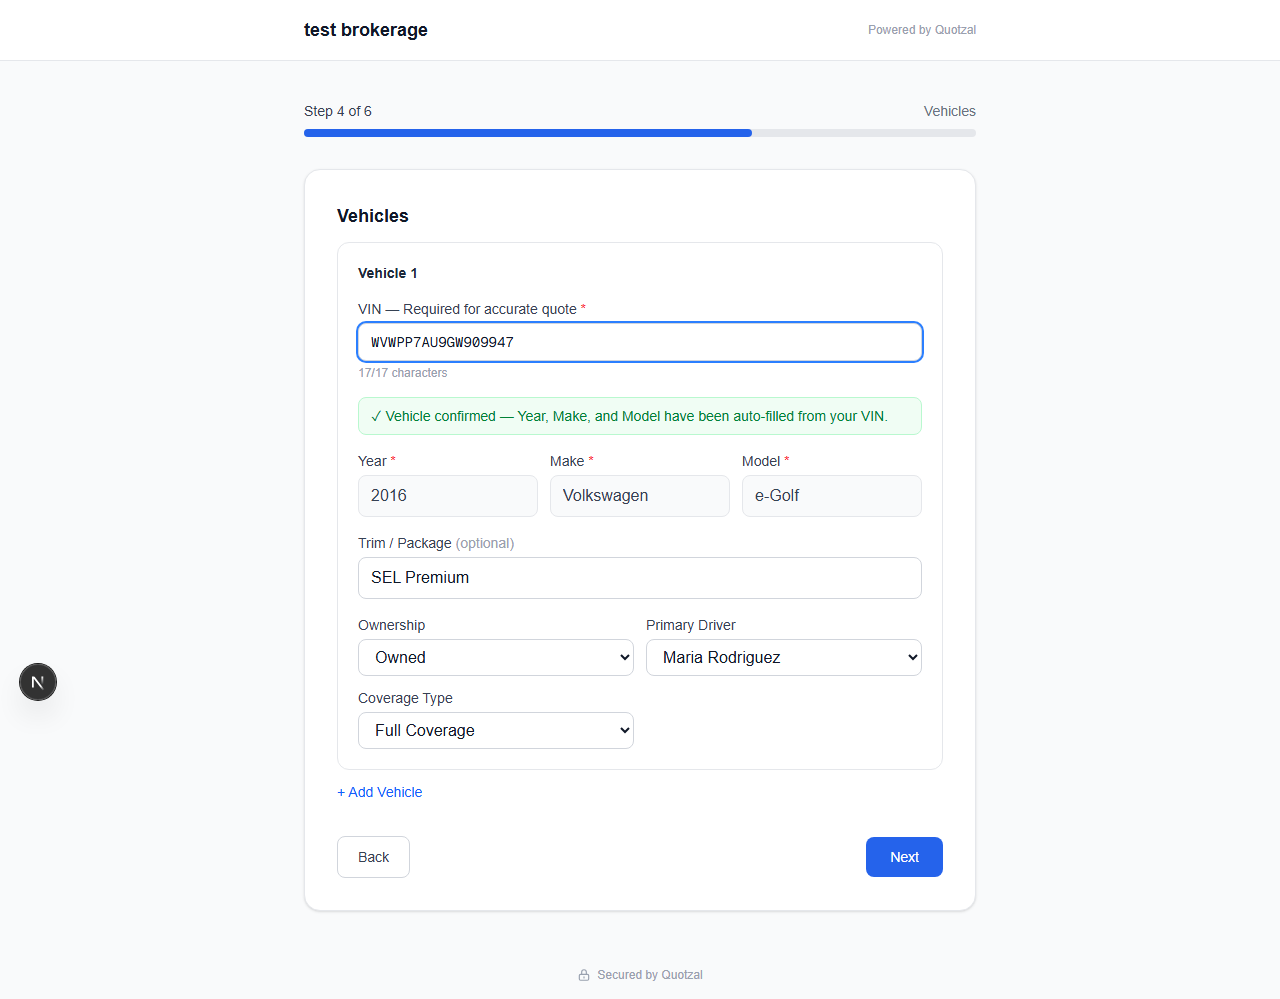 test brokerage
Powered by Quotzal
Step 4 of 6
Vehicles
Vehicles
Vehicle 1
VIN — Required for accurate quote *
WVWPP7AU9GW909947
17/17 characters
✓ Vehicle confirmed — Year, Make, and Model have been auto-filled from your VIN.
Year * Make * Model *
2016 Volkswagen e-Golf
Trim / Package (optional)
SEL Premium
Ownership Primary Driver
Owned Maria Rodriguez
Coverage Type
Full Coverage
+ Add Vehicle
Back Next
N
Secured by Quotzal